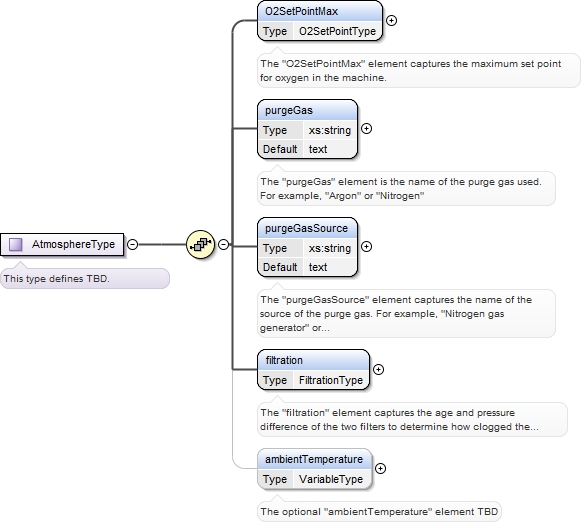 O2SetPointMax
Type O2SetPointType
The "O2SetPointMax" element captures the maximum set point
for oxygen in the machine.
purgeGas
Type xs:string
Default text
The "purgeGas" element is the name of the purge gas used.
For example, "Argon" or "Nitrogen"
AtmosphereType
This type defines TBD.
purgeGasSource
Type xs:string
Default text
The "purgeGasSource" element captures the name of the
source of the purge gas. For example, "Nitrogen gas
generator" or...
filtration
Type FiltrationType
The "filtration" element captures the age and pressure
difference of the two filters to determine how clogged the...
ambientTemperature
Type VariableType
The optional "ambientTemperature" element TBD